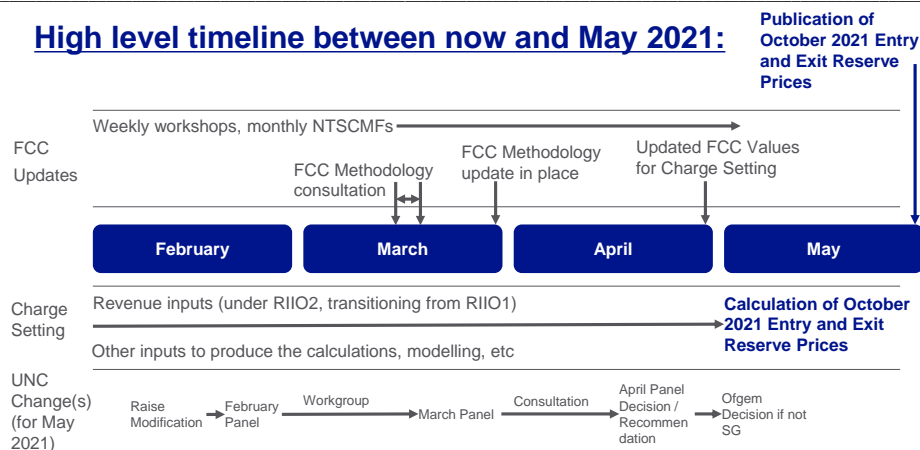 High level timeline between now and May 2021:
Publication of
October 2021 Entry
and Exit Reserve
Prices
FCC
Updates
Weekly workshops, monthly NTSCMFs
FCC Methodology
consultation
FCC Methodology
update in place
Updated FCC Values
for Charge Setting
February
March
April
May
Charge
Setting
Revenue inputs (under RIIO2, transitioning from RIIO1)
Other inputs to produce the calculations, modelling, etc
Calculation of October
2021 Entry and Exit
Reserve Prices
UNC
Change(s)
(for May
2021)
Raise
Modification
February
Panel
Workgroup
March Panel
Consultation
April Panel
Decision /
Recommen
dation
Ofgem
Decision if not
SG